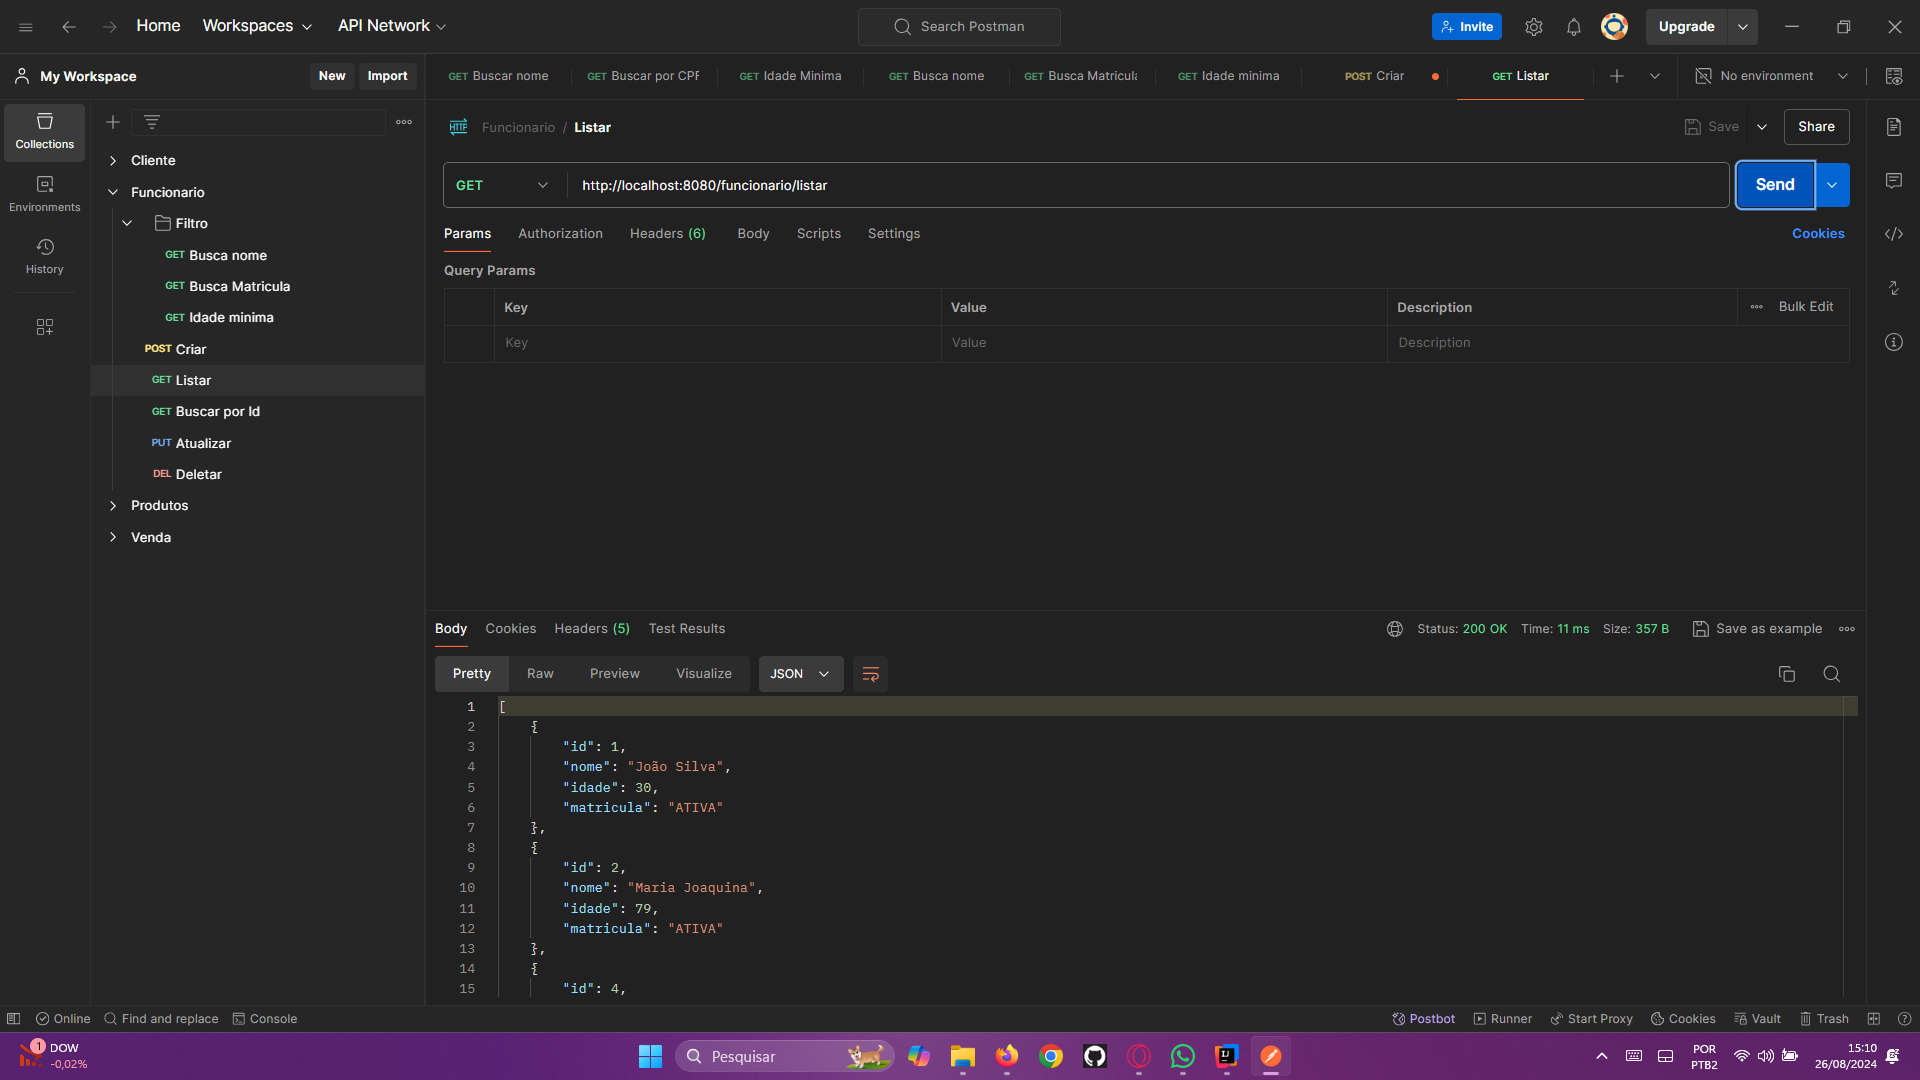 Home
Workspaces
API Network
Search Postman
Invite
Upgrade
My Workspace
New
Import
GET Buscar nome
GET Buscar por CPF
GET Idade Minima
GET Busca nome
GET Busca Matricula
GET Idade minima
POST Criar
GET Listar
No environment
Collections
Environments
History
Cliente
Funcionario
Filtro
GET Busca nome
GET Busca Matricula
GET Idade minima
POST Criar
GET Listar
GET Buscar por Id
PUT Atualizar
DEL Deletar
Produtos
Venda
HTTP Funcionario / Listar
Save
Share
GET
http://localhost:8080/funcionario/listar
Send
Params
Authorization
Headers (6)
Body
Scripts
Settings
Cookies
Query Params
Key Value Description
Bulk Edit
Key Value Description
Body
Cookies
Headers (5)
Test Results
Status: 200 OK Time: 11 ms Size: 357 B
Save as example
Pretty
Raw
Preview
Visualize
JSON
1 [
2 {
3 "id": 1,
4 "nome": "João Silva",
5 "idade": 30,
6 "matricula": "ATIVA"
7 },
8 {
9 "id": 2,
10 "nome": "Maria Joaquina",
11 "idade": 79,
12 "matricula": "ATIVA"
13 },
14 {
15 "id": 4,
Online
Find and replace
Console
Postbot
Runner
Start Proxy
Cookies
Vault
Trash
1
DOW
-0,02%
Pesquisar
IJ
POR
PTB2
15:10
26/08/2024